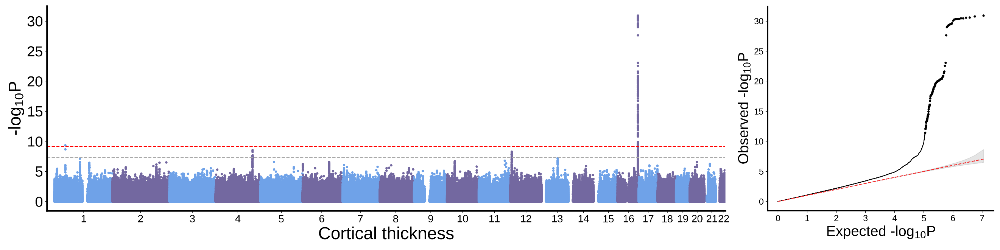 -log10P
30
25
20
15
10
5
0
1 2 3 4 5 6 7 8 9 10 11 12 13 14 15 16 17 18 19 20 21 22
Cortical thickness
Observed -log10P
30
25
20
15
10
5
0
0 1 2 3 4 5 6 7
Expected -log10P